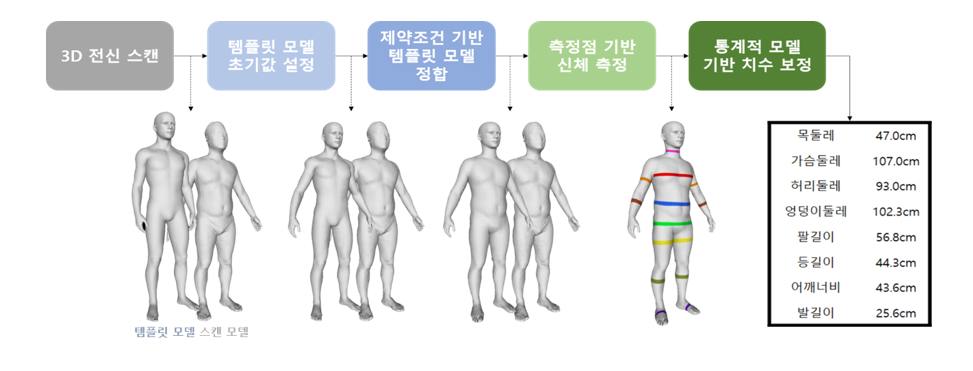 3D 전신 스캔
템플릿 모델
초기값 설정
제약조건 기반
템플릿 모델
정합
측정점 기반
신체 측정
통계적 모델
기반 치수 보정
템플릿 모델 스캔 모델
목둘레 47.0cm
가슴둘레 107.0cm
허리둘레 93.0cm
엉덩이둘레 102.3cm
팔길이 56.8cm
등길이 44.3cm
어깨너비 43.6cm
발길이 25.6cm